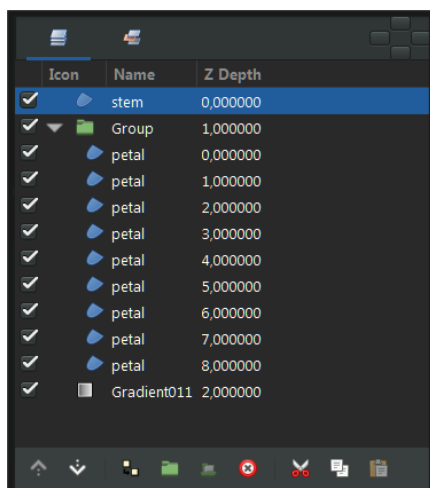 Icon Name Z Depth
stem 0,000000
Group 1,000000
petal 0,000000
petal 1,000000
petal 2,000000
petal 3,000000
petal 4,000000
petal 5,000000
petal 6,000000
petal 7,000000
petal 8,000000
Gradient011 2,000000